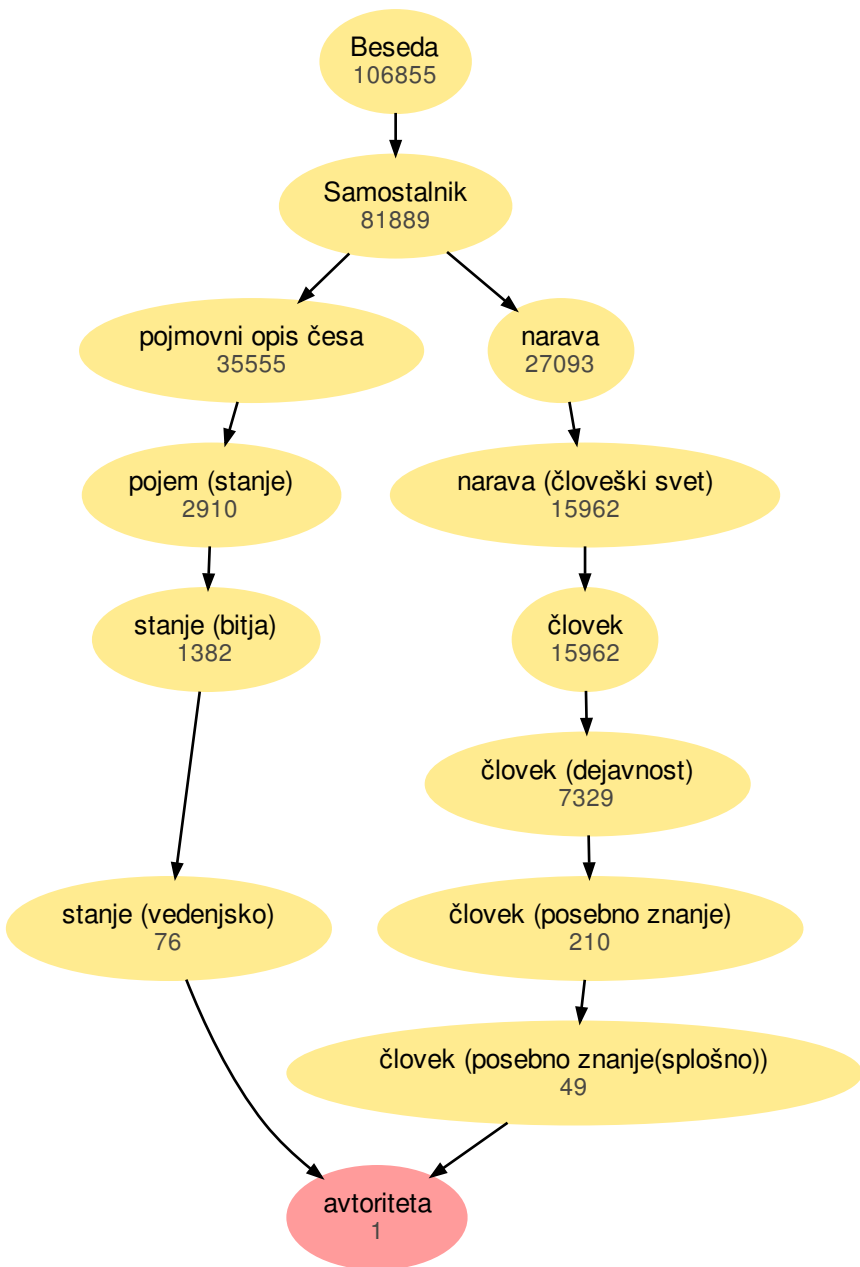 Beseda
106855
Samostalnik
81889
pojmovni opis česa
35555
narava
27093
pojem (stanje)
2910
narava (človeški svet)
15962
stanje (bitja)
1382
človek
15962
človek (dejavnost)
7329
stanje (vedenjsko)
76
človek (posebno znanje)
210
človek (posebno znanje(splošno))
49
avtoriteta
1